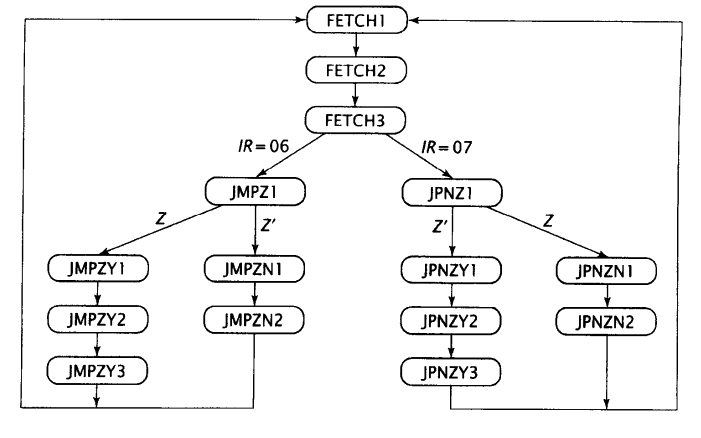 FETCH1
FETCH2
FETCH3
IR = 06
IR = 07
JMPZ1
JPNZ1
Z
Z'
Z'
Z
JMPZY1
JMPZN1
JPNZY1
JPNZN1
JMPZY2
JMPZN2
JPNZY2
JPNZN2
JMPZY3
JPNZY3